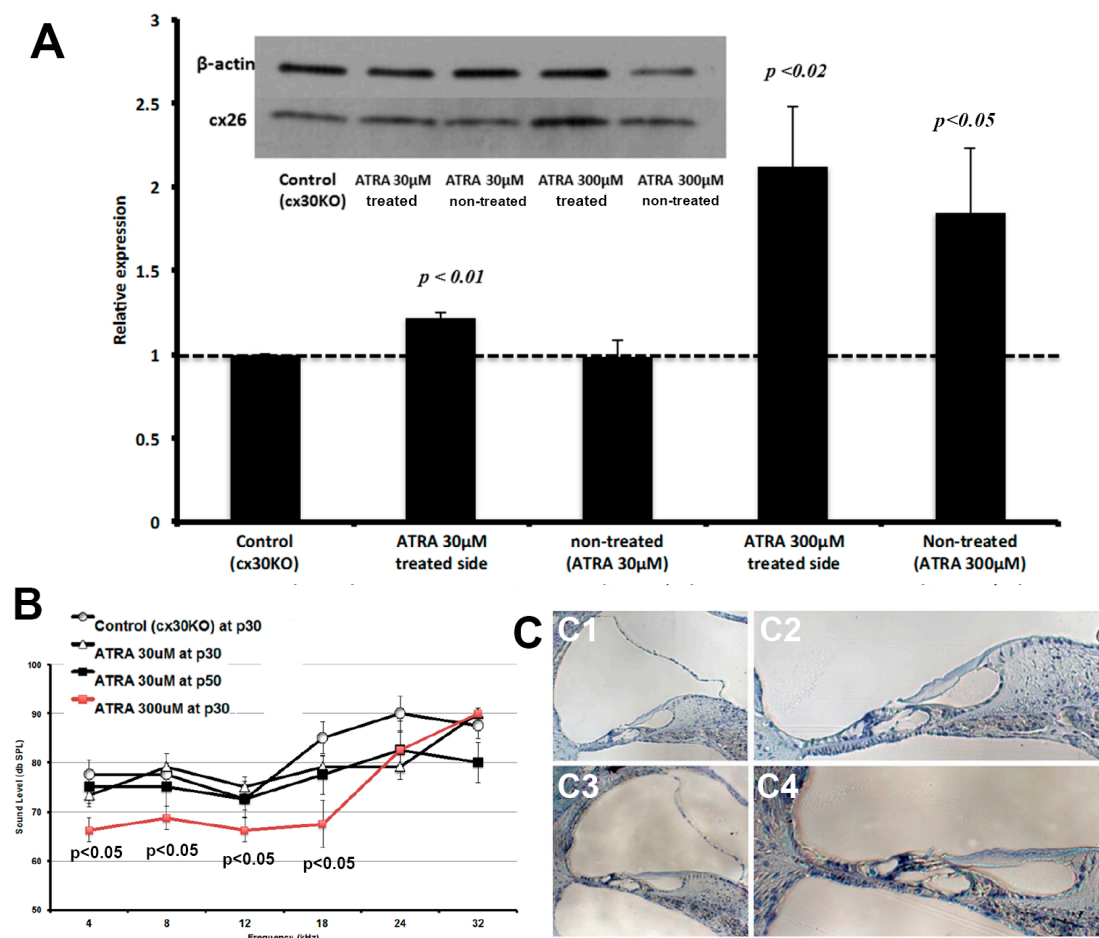 A
3
2.5
2
1.5
1
0.5
0
Relative expression
β-actin
cx26
Control
(cx30KO)
ATRA 30µM
treated
ATRA 30µM
non-treated
ATRA 300µM
treated
ATRA 300µM
non-treated
p <0.02
p<0.05
p < 0.01
Control
(cx30KO)
ATRA 30µM
treated side
non-treated
(ATRA 30µM)
ATRA 300µM
treated side
Non-treated
(ATRA 300µM)
B
Control (cx30KO) at p30
ATRA 30uM at p30
ATRA 30uM at p50
ATRA 300uM at p30
100
90
80
70
60
50
Sound Level (db SPL)
p<0.05
p<0.05
p<0.05
p<0.05
4
8
12
18
24
32
Frequency (kHz)
C
C1
C2
C3
C4